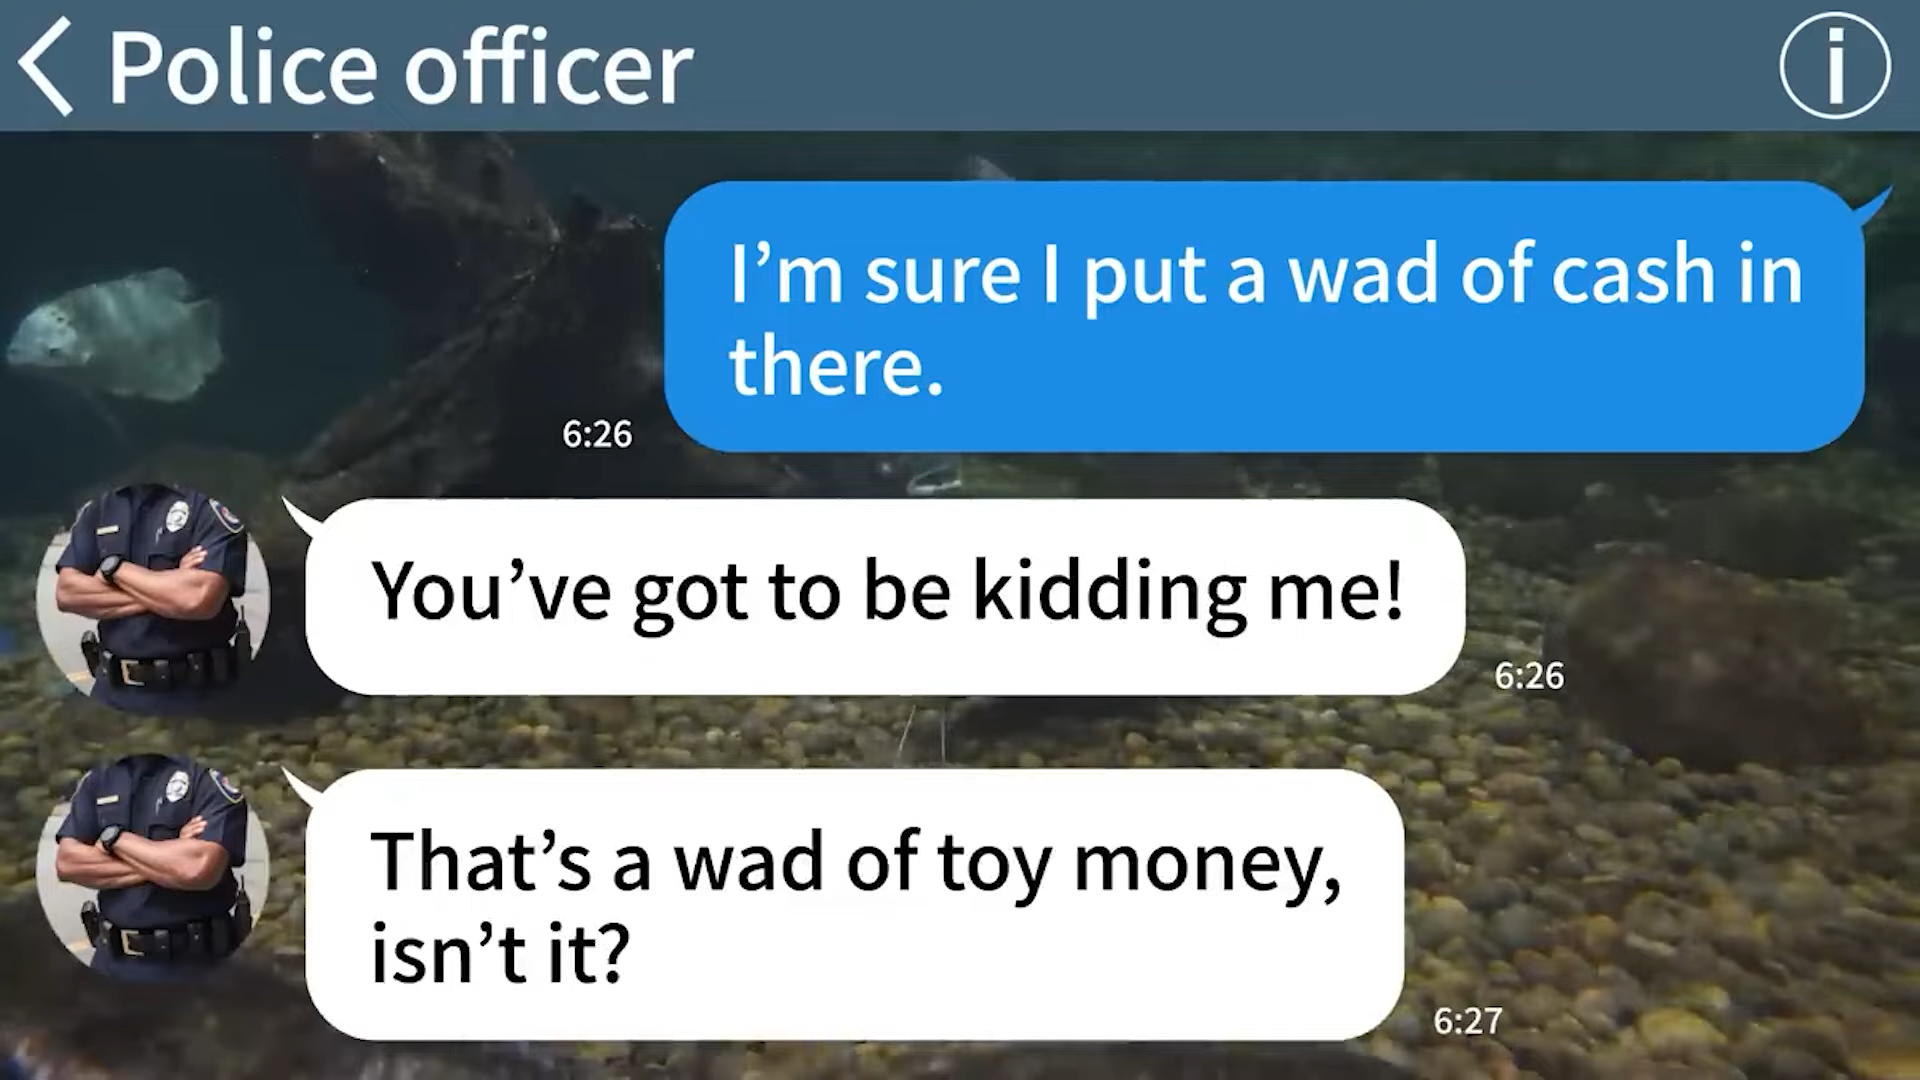 Police officer
I’m sure I put a wad of cash in
there.
6:26
You’ve got to be kidding me!
6:26
That’s a wad of toy money,
isn’t it?
6:27